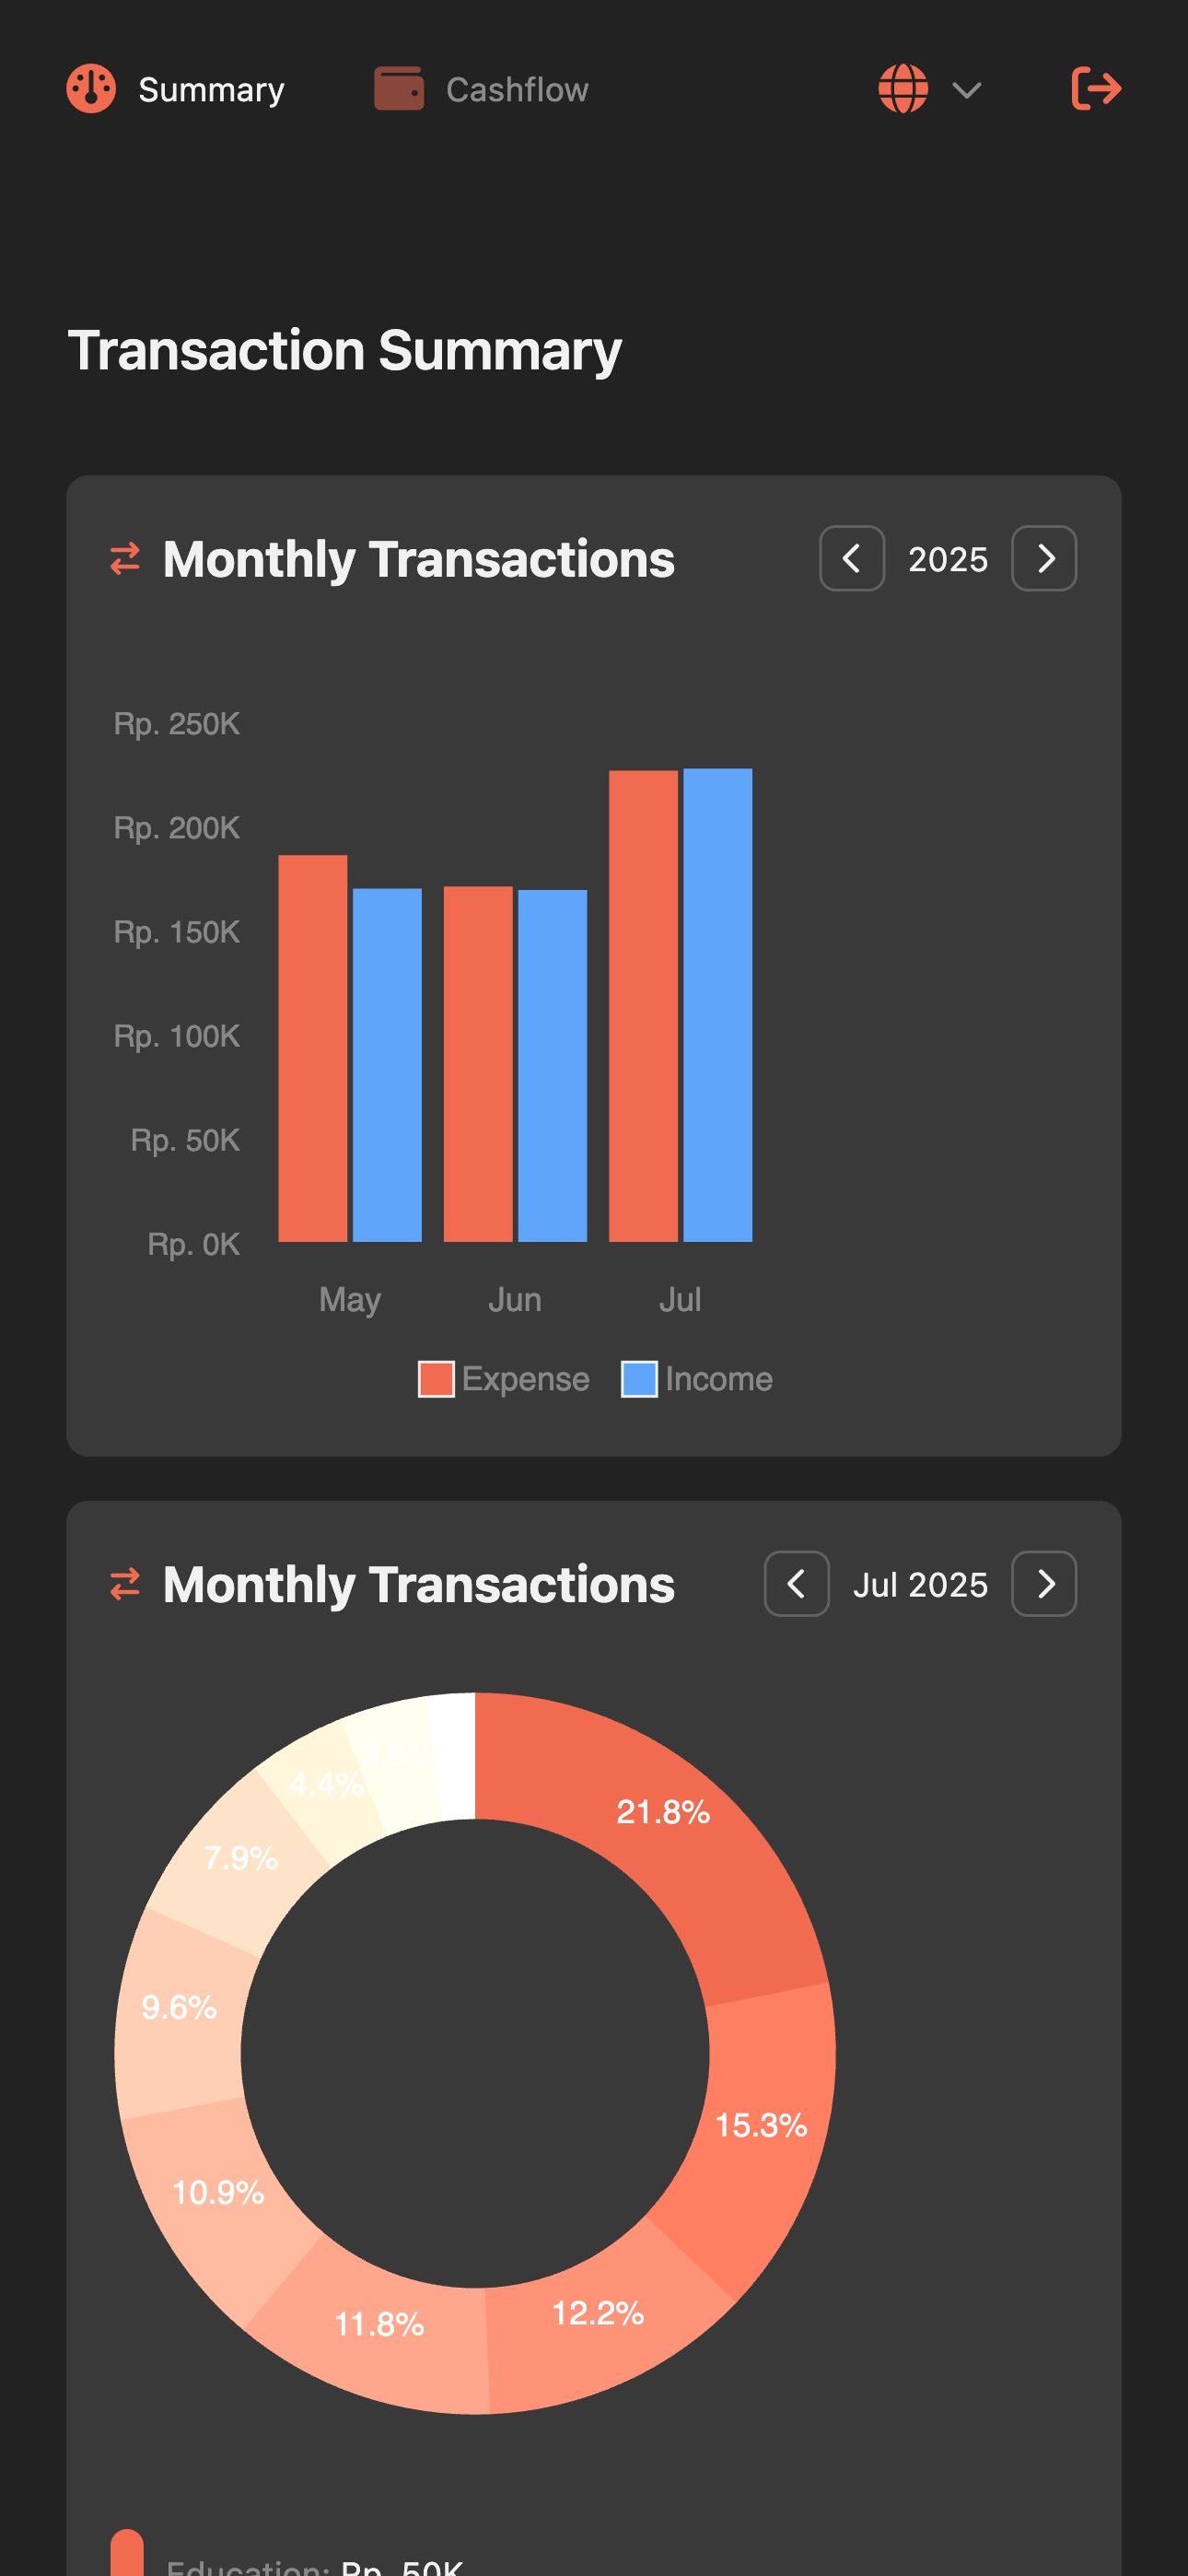 Summary
Cashflow
Transaction Summary
Monthly Transactions
2025
Rp. 250K
Rp. 200K
Rp. 150K
Rp. 100K
Rp. 50K
Rp. 0K
May Jun Jul
Expense Income
Monthly Transactions
Jul 2025
3.9%
4.4%
21.8%
7.9%
9.6%
15.3%
10.9%
12.2%
11.8%
Education: Rp. 50K